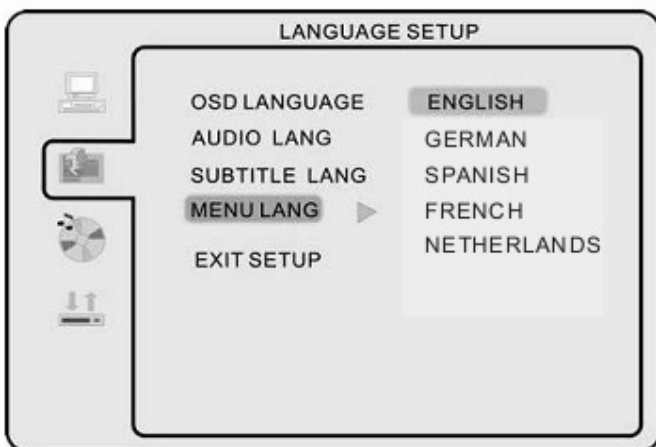 LANGUAGE SETUP
OSD LANGUAGE ENGLISH
AUDIO LANG GERMAN
SUBTITLE LANG SPANISH
MENU LANG FRENCH
EXIT SETUP NETHERLANDS